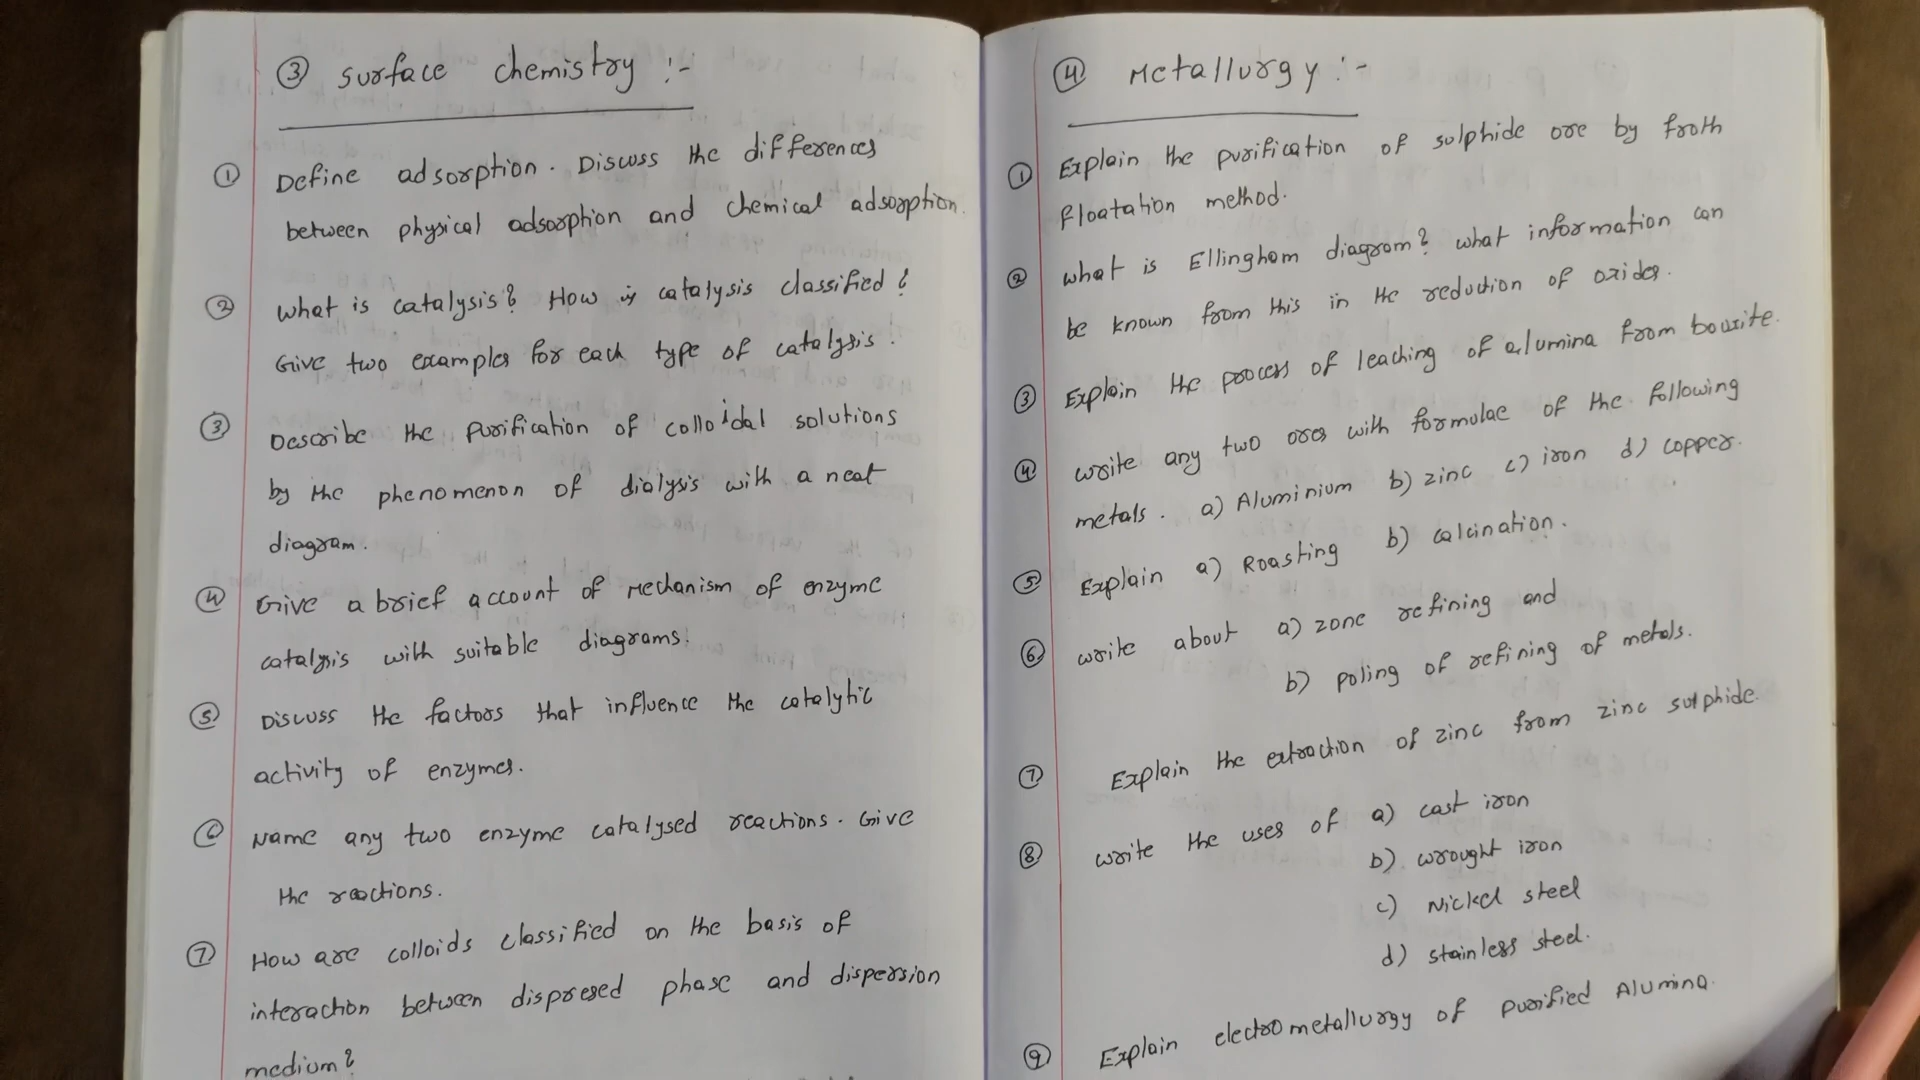 ③ Surface chemistry :-
① Define adsorption. Discuss the differences
between physical adsorption and chemical adsorption.
② What is catalysis? How is catalysis classified?
Give two examples for each type of catalysis.
③ Describe the purification of colloidal solutions
by the phenomenon of dialysis with a neat
diagram.
④ Give a brief account of mechanism of enzyme
catalysis with suitable diagrams.
⑤ Discuss the factors that influence the catalytic
activity of enzymes.
⑥ Name any two enzyme catalysed reactions. Give
the reactions.
⑦ How are colloids classified on the basis of
interaction between dispresed phase and dispersion
medium?
④ Metallurgy :-
① Explain the purification of sulphide ore by froth
floatation method.
② what is Ellingham diagram? what information can
be known from this in the reduction of oxides.
③ Explain the process of leaching of alumina from bauxite.
④ write any two ores with formulae of the following
metals. a) Aluminium b) zinc c) iron d) copper.
⑤ Explain a) Roasting b) calcination.
⑥ write about a) zone refining and
b) poling of refining of metals.
⑦ Explain the extraction of zinc from zinc sulphide.
⑧ write the uses of a) cast iron
b) wrought iron
c) Nickel steel
d) stainless steel.
⑨ Explain electrometallurgy of purified Alumina.